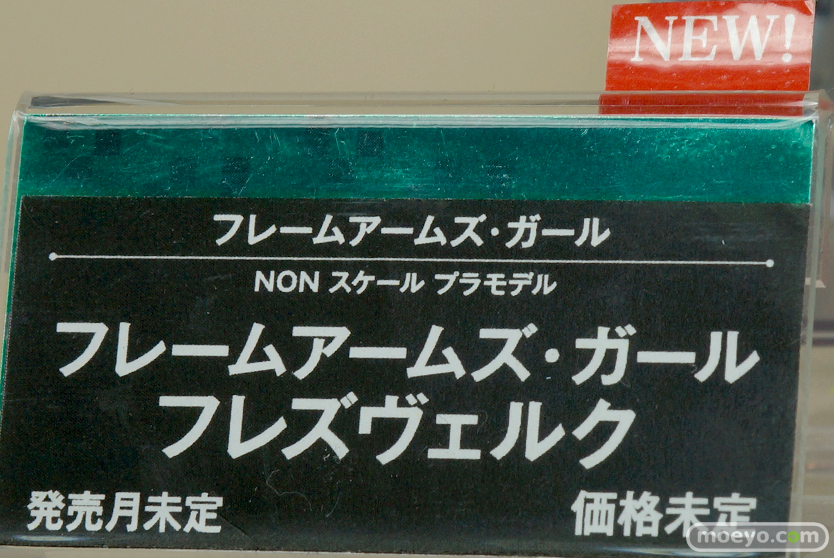 NEW!
フレームアームズ・ガール
NON スケール プラモデル
フレームアームズ・ガール
フレズヴェルク
発売月未定
価格未定
moeyo.com